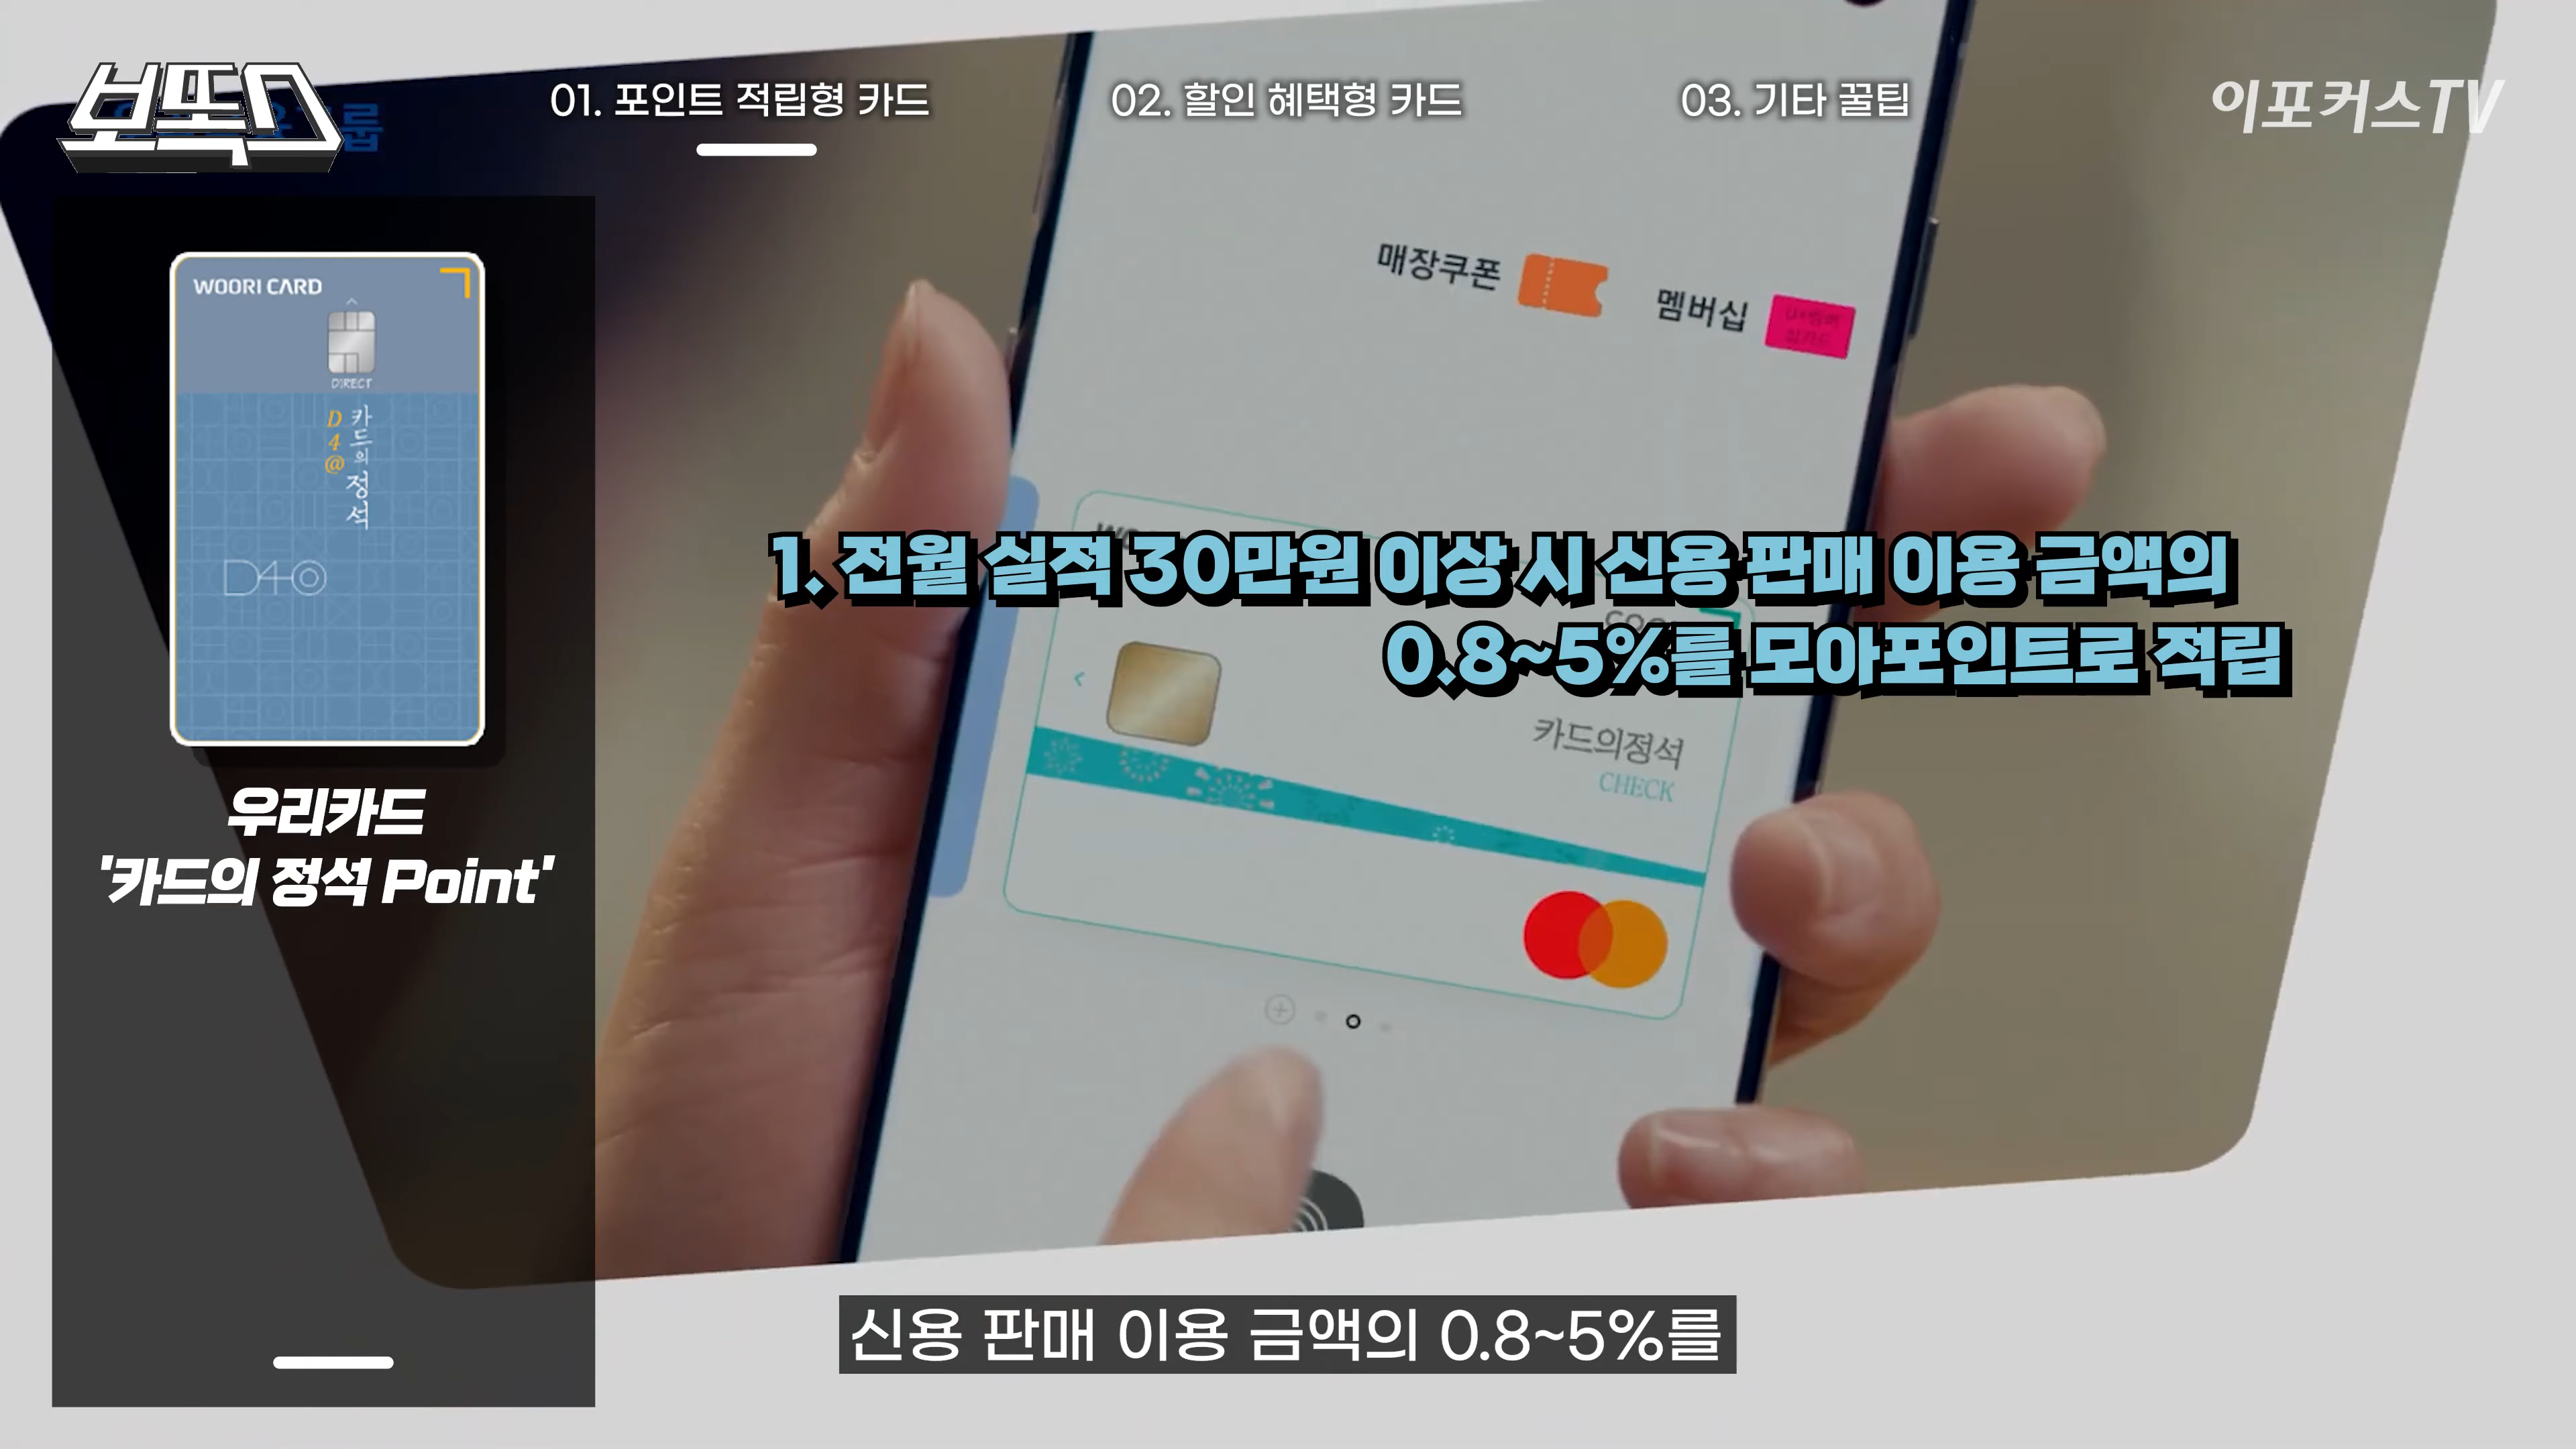 보똑스
룹
01. 포인트 적립형 카드
02. 할인 혜택형 카드
03. 기타 꿀팁
이포커스TV
WOORI CARD
DIRECT
카드의정석
D4@
D4@
우리카드
'카드의 정석 Point'
매장쿠폰
멤버십
1. 전월 실적 30만원 이상 시 신용 판매 이용 금액의
0.8~5%를 모아포인트로 적립
카드의정석
CHECK
신용 판매 이용 금액의 0.8~5%를